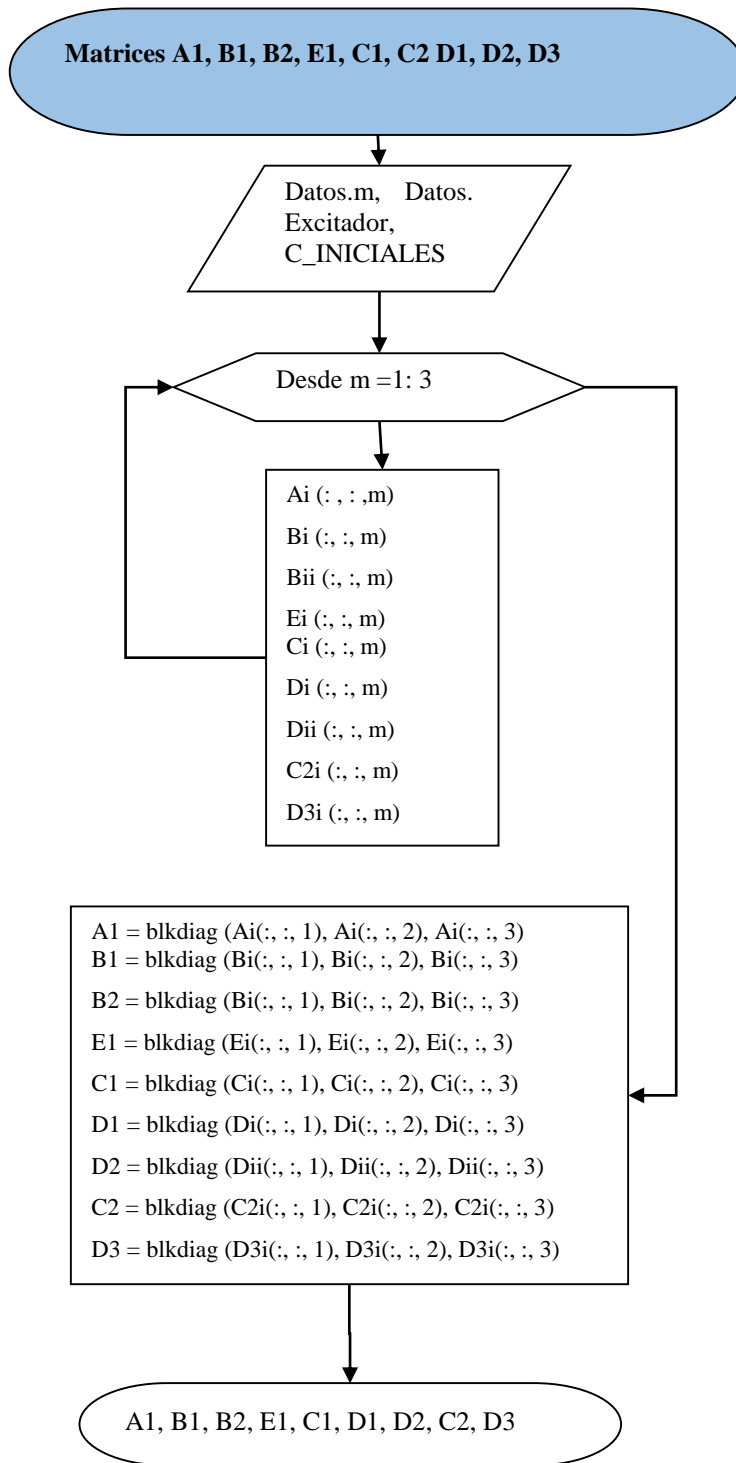 Matrices A1, B1, B2, E1, C1, C2 D1, D2, D3
Datos.m, Datos.
Excitador,
C_INICIALES
Desde m =1: 3
Ai (: , : ,m)
Bi (:, :, m)
Bii (:, :, m)
Ei (:, :, m)
Ci (:, :, m)
Di (:, :, m)
Dii (:, :, m)
C2i (:, :, m)
D3i (:, :, m)
A1 = blkdiag (Ai(:, :, 1), Ai(:, :, 2), Ai(:, :, 3)
B1 = blkdiag (Bi(:, :, 1), Bi(:, :, 2), Bi(:, :, 3)
B2 = blkdiag (Bi(:, :, 1), Bi(:, :, 2), Bi(:, :, 3)
E1 = blkdiag (Ei(:, :, 1), Ei(:, :, 2), Ei(:, :, 3)
C1 = blkdiag (Ci(:, :, 1), Ci(:, :, 2), Ci(:, :, 3)
D1 = blkdiag (Di(:, :, 1), Di(:, :, 2), Di(:, :, 3)
D2 = blkdiag (Dii(:, :, 1), Dii(:, :, 2), Dii(:, :, 3)
C2 = blkdiag (C2i(:, :, 1), C2i(:, :, 2), C2i(:, :, 3)
D3 = blkdiag (D3i(:, :, 1), D3i(:, :, 2), D3i(:, :, 3)
A1, B1, B2, E1, C1, D1, D2, C2, D3